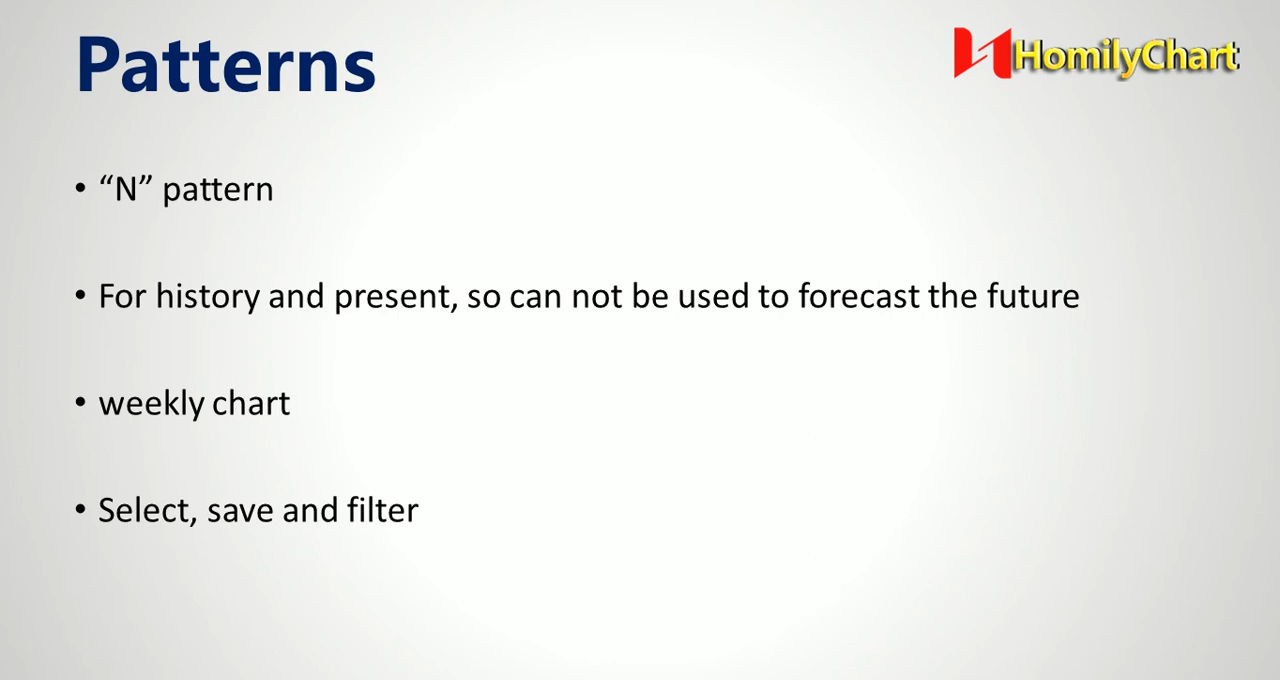 Patterns
HomilyChart
• “N” pattern
• For history and present, so can not be used to forecast the future
• weekly chart
• Select, save and filter